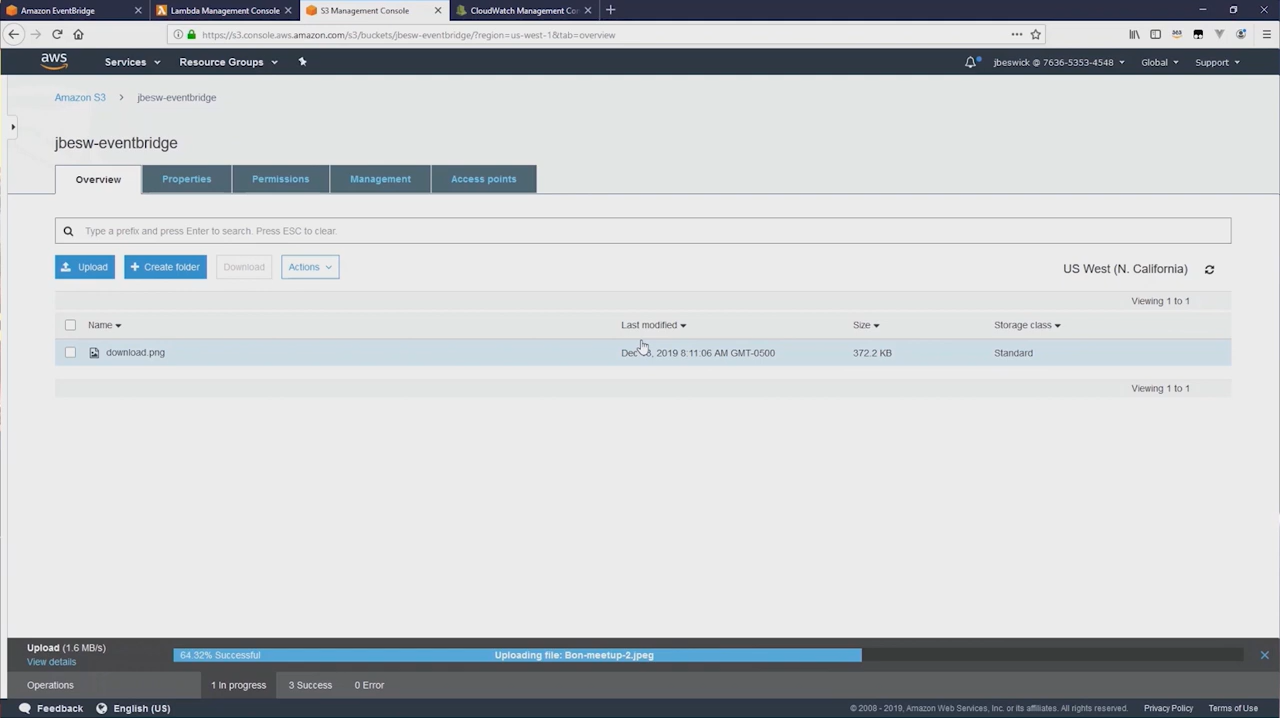 Amazon EventBridge
Lambda Management Console
S3 Management Console
CloudWatch Management Co
https://s3.console.aws.amazon.com/s3/buckets/jbesw-eventbridge/?region=us-west-1&tab=overview
aws Services Resource Groups jbeswick @ 7636-5353-4548 Global Support
Amazon S3 > jbesw-eventbridge
jbesw-eventbridge
Overview Properties Permissions Management Access points
Type a prefix and press Enter to search. Press ESC to clear.
Upload + Create folder Download Actions US West (N. California)
Viewing 1 to 1
Name Last modified Size Storage class
download.png 2019 8:11:06 AM GMT-0500 372.2 KB Standard
Viewing 1 to 1
Upload (1.6 MB/s)
64.32% Successful Uploading file: Bon-meetup-2.jpeg
View details
Operations 1 In progress 3 Success 0 Error
Feedback English (US) © 2008 - 2019, Amazon Web Services, Inc. or its affiliates. All rights reserved. Privacy Policy Terms of Use